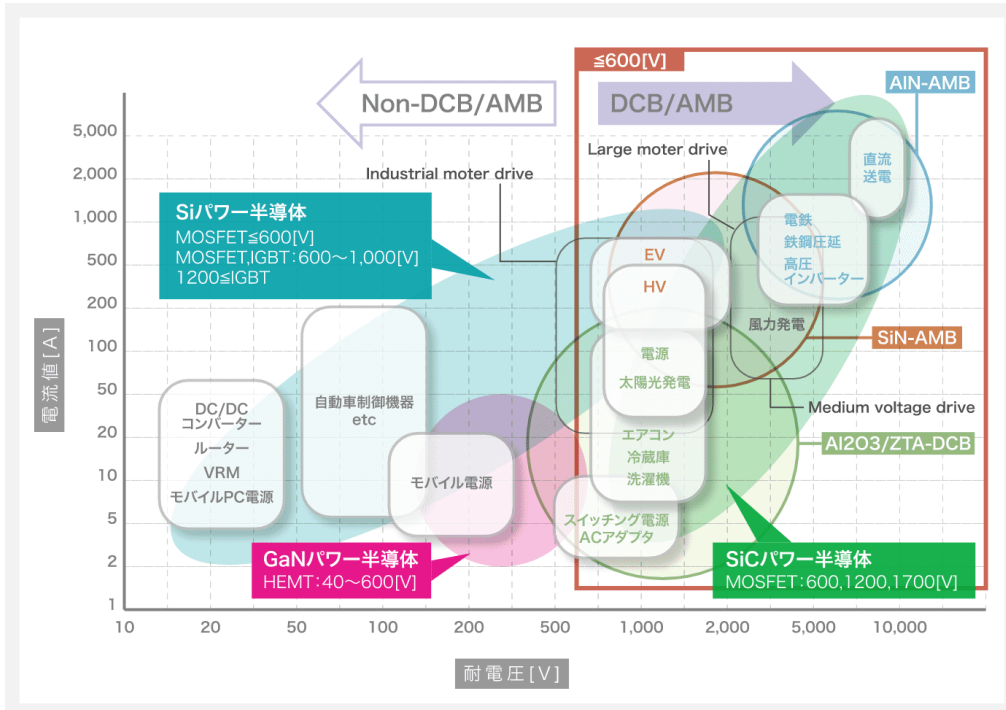 ≦600[V]
Non-DCB/AMB
DCB/AMB
AlN-AMB
Large moter drive
Industrial moter drive
直流
送電
Siパワー半導体
MOSFET≦600[V]
MOSFET,IGBT:600〜1,000[V]
1200≦IGBT
電鉄
鉄鋼圧延
高圧
インバーター
EV
HV
風力発電
SiN-AMB
電源
太陽光発電
Medium voltage drive
DC/DC
コンバーター
ルーター
VRM
モバイルPC電源
自動車制御機器
etc
モバイル電源
エアコン
冷蔵庫
洗濯機
Al2O3/ZTA-DCB
スイッチング電源
ACアダプタ
GaNパワー半導体
HEMT:40〜600[V]
SiCパワー半導体
MOSFET:600,1200,1700[V]
電流値[A]
5,000
2,000
1,000
500
200
100
50
20
10
5
2
1
10
20
50
100
200
500
1,000
2,000
5,000
10,000
耐電圧[V]